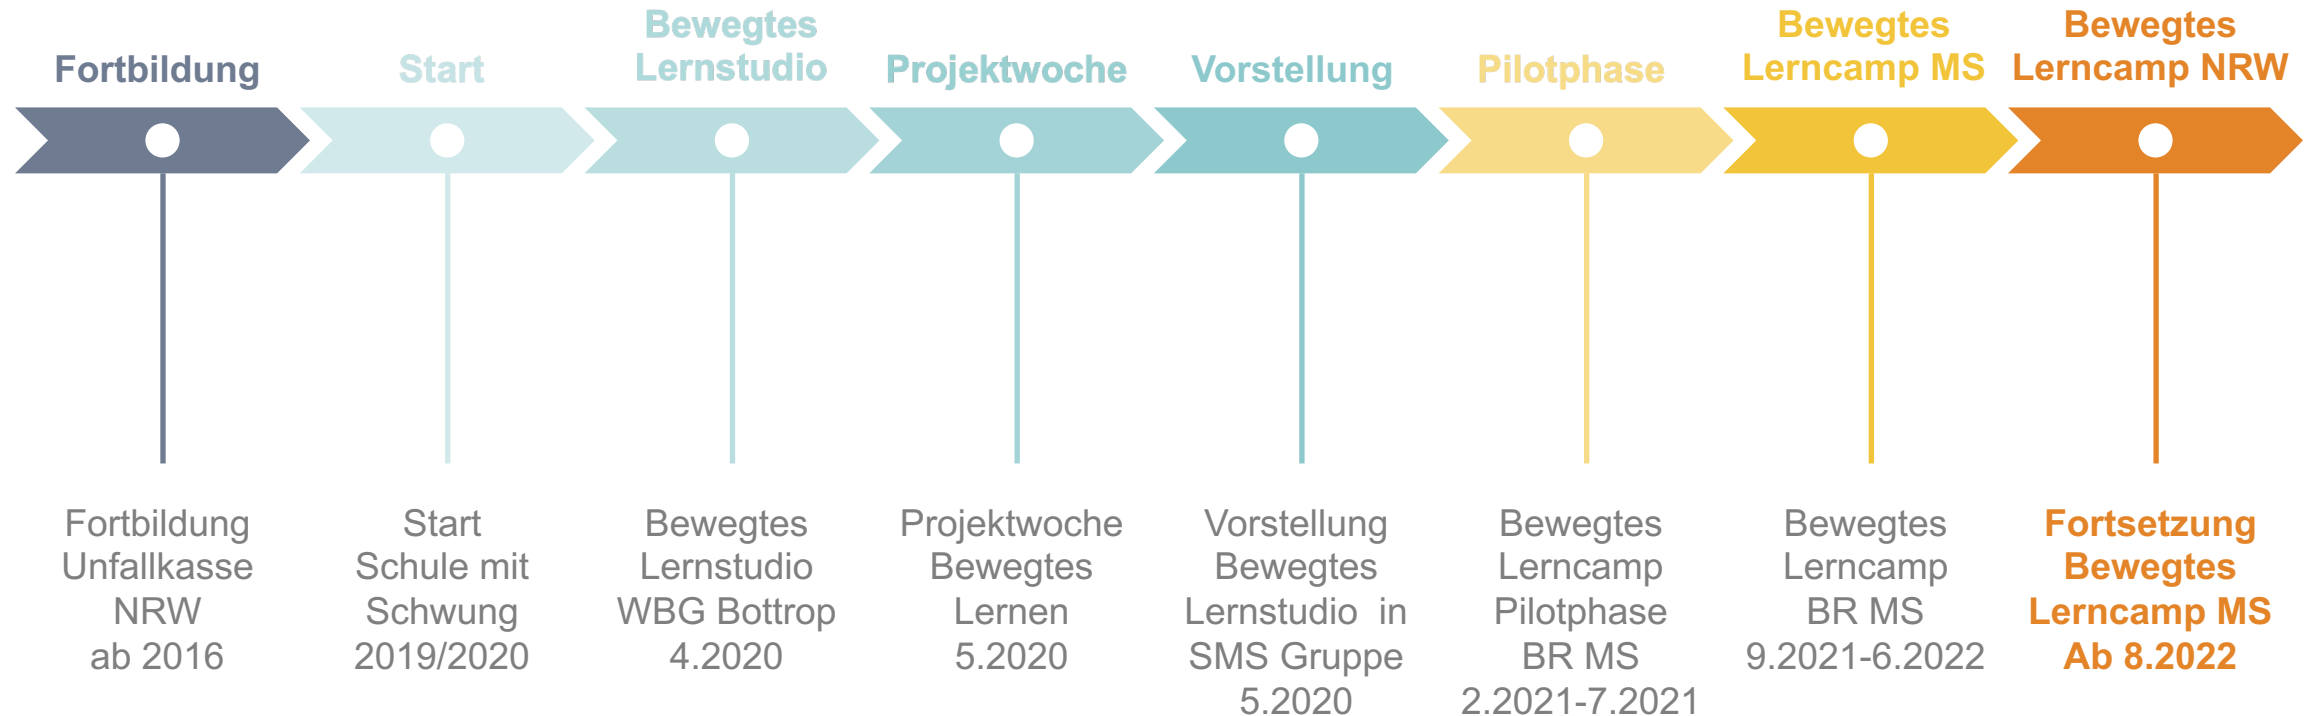 Fortbildung
Start
Bewegtes
Lernstudio
Projektwoche
Vorstellung
Pilotphase
Bewegtes
Lerncamp MS
Bewegtes
Lerncamp NRW
Fortbildung
Unfallkasse
NRW
ab 2016
Start
Schule mit
Schwung
2019/2020
Bewegtes
Lernstudio
WBG Bottrop
4.2020
Projektwoche
Bewegtes
Lernen
5.2020
Vorstellung
Bewegtes
Lernstudio in
SMS Gruppe
5.2020
Bewegtes
Lerncamp
Pilotphase
BR MS
2.2021-7.2021
Bewegtes
Lerncamp
BR MS
9.2021-6.2022
Fortsetzung
Bewegtes
Lerncamp MS
Ab 8.2022